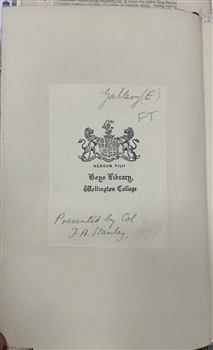 Gallery (E)
FT
HEROUM FILII
Boys Library,
Wellington College.
Presented by Col.
F.A. Stanley.